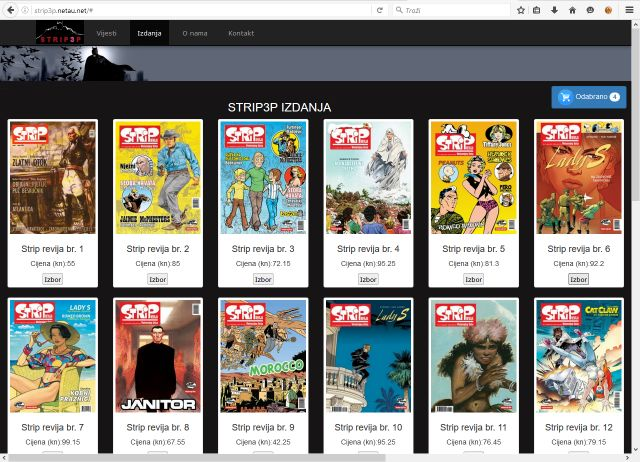 strip3p.netau.net/#
Traži
STRIP3P
Vijesti
Izdanja
O nama
Kontakt
Odabrano 4
STRIP3P IZDANJA
STRIP
STRIP
STRIP
STRIP
STRIP
STRIP
ZLATNI OTOK
JANIE McMASTERS
PEANUTS
Lady S
Strip revija br. 1
Strip revija br. 2
Strip revija br. 3
Strip revija br. 4
Strip revija br. 5
Strip revija br. 6
Cijena (kn):55
Cijena (kn):85
Cijena (kn):72.15
Cijena (kn):95.25
Cijena (kn):81.3
Cijena (kn):92.2
Izbor
Izbor
Izbor
Izbor
Izbor
Izbor
STRIP
STRIP
STRIP
STRIP
STRIP
STRIP
LADY S
Lady S
CAT CLAW
KOBNI
PRAZNICI
JANITOR
MOROCCO
Strip revija br. 7
Strip revija br. 8
Strip revija br. 9
Strip revija br. 10
Strip revija br. 11
Strip revija br. 12
Cijena (kn):99.15
Cijena (kn):67.55
Cijena (kn):42.25
Cijena (kn):95.25
Cijena (kn):76.45
Cijena (kn):79.15